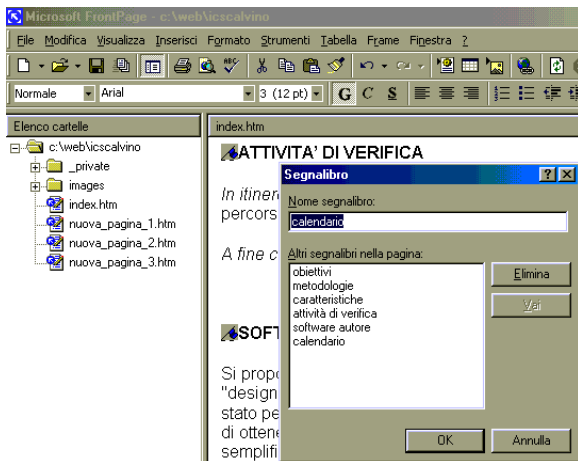 Microsoft FrontPage - c:\web\icscalvino
File Modifica Visualizza Inserisci Formato Strumenti Tabella Frame Finestra ?
Normale Arial 3 (12 pt) G C S
Elenco cartelle
c:\web\icscalvino
_private
images
index.htm
nuova_pagina_1.htm
nuova_pagina_2.htm
nuova_pagina_3.htm
index.htm
ATTIVITA' DI VERIFICA
In itiner
percors
A fine c
SOFT
Si propo
"design
stato pe
di ottene
semplifi
Segnalibro
Nome segnalibro:
calendario
Altri segnalibri nella pagina:
obiettivi
metodologie
caratteristiche
attività di verifica
software autore
calendario
Elimina
Vai
OK
Annulla